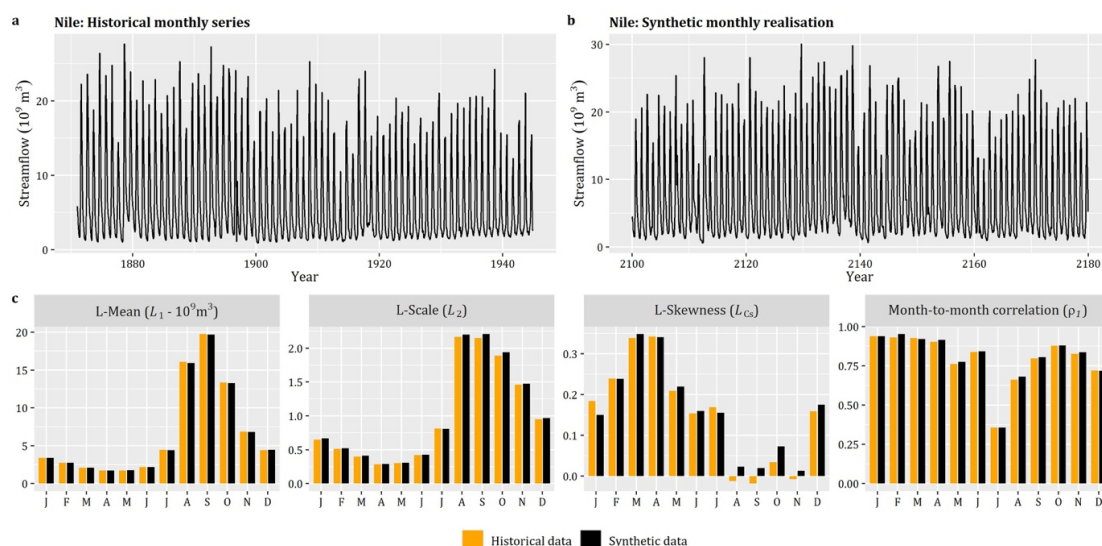 a Nile: Historical monthly series
Streamflow (10⁹ m³)
20
10
0
1880 1900 1920 1940
Year
b Nile: Synthetic monthly realisation
Streamflow (10⁹ m³)
30
20
10
0
2100 2120 2140 2160 2180
Year
c
L-Mean (L₁ - 10⁹m³)
20
15
10
5
0
J F M A M J J A S O N D
L-Scale (L₂)
2.0
1.5
1.0
0.5
0.0
J F M A M J J A S O N D
L-Skewness (L_Cs)
0.3
0.2
0.1
0.0
J F M A M J J A S O N D
Month-to-month correlation (ρ₁)
1.00
0.75
0.50
0.25
0.00
J F M A M J J A S O N D
Historical data Synthetic data